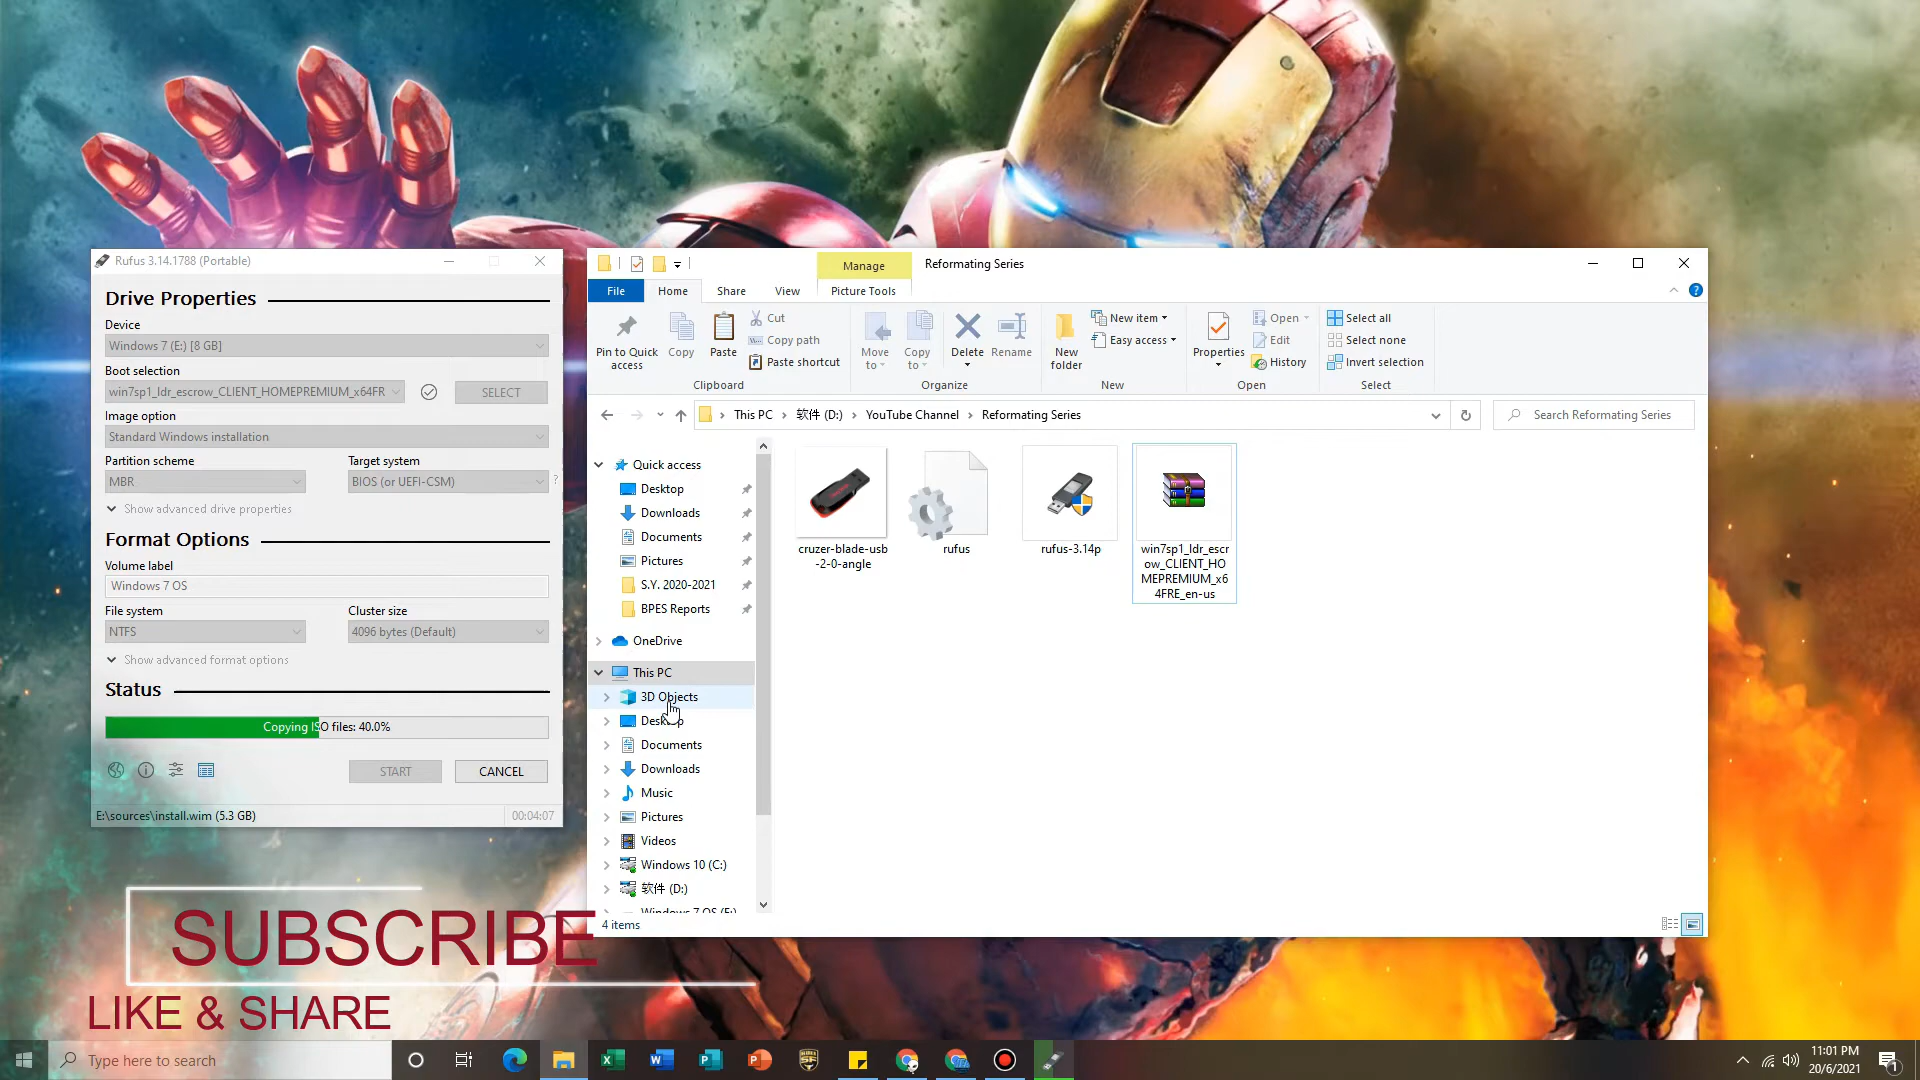 Rufus 3.14.1788 (Portable)
Drive Properties
Device
Windows 7 (E:) [8 GB]
Boot selection
win7sp1_ldr_escrow_CLIENT_HOMEPREMIUM_x64FR
SELECT
Image option
Standard Windows installation
Partition scheme
Target system
MBR
BIOS (or UEFI-CSM)
?
Show advanced drive properties
Format Options
Volume label
Windows 7 OS
File system
Cluster size
NTFS
4096 bytes (Default)
Show advanced format options
Status
Copying ISO files: 40.0%
START
CANCEL
E:\sources\install.wim (5.3 GB)
00:04:07
Manage
Reformating Series
File
Home
Share
View
Picture Tools
Pin to Quick access
Copy
Paste
Cut
Copy path
Paste shortcut
Clipboard
Move to
Copy to
Delete
Rename
Organize
New folder
New item
Easy access
New
Properties
Open
Edit
History
Open
Select all
Select none
Invert selection
Select
This PC > 软件 (D:) > YouTube Channel > Reformating Series
Search Reformating Series
Quick access
Desktop
Downloads
Documents
Pictures
S.Y. 2020-2021
BPES Reports
OneDrive
This PC
3D Objects
Desktop
Documents
Downloads
Music
Pictures
Videos
Windows 10 (C:)
软件 (D:)
Windows 7 OS (E:)
cruzer-blade-usb
-2-0-angle
rufus
rufus-3.14p
win7sp1_ldr_escr
ow_CLIENT_HO
MEPREMIUM_x6
4FRE_en-us
4 items
SUBSCRIBE
LIKE & SHARE
Type here to search
11:01 PM
20/6/2021
1